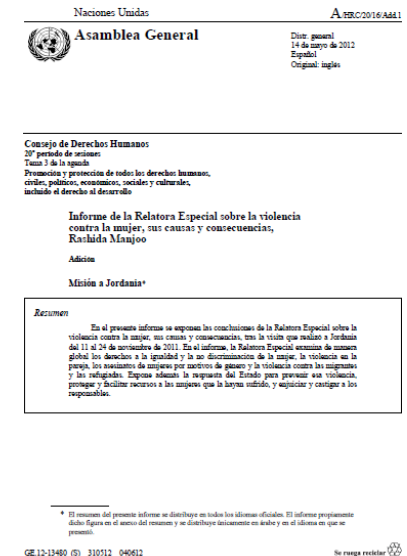 Naciones Unidas
A/HRC/20/16/Add.1
Asamblea General
Distr. general
14 de mayo de 2012
Español
Original: inglés
Consejo de Derechos Humanos
20º período de sesiones
Tema 3 de la agenda
Promoción y protección de todos los derechos humanos,
civiles, políticos, económicos, sociales y culturales,
incluido el derecho al desarrollo
Informe de la Relatora Especial sobre la violencia
contra la mujer, sus causas y consecuencias,
Rashida Manjoo
Adición
Misión a Jordania*
Resumen
En el presente informe se exponen las conclusiones de la Relatora Especial sobre la
violencia contra la mujer, sus causas y consecuencias, tras la visita que realizó a Jordania
del 11 al 24 de noviembre de 2011. En el informe, la Relatora Especial examina de manera
global los derechos a la igualdad y la no discriminación de la mujer, la violencia en la
pareja, los asesinatos de mujeres por motivos de género y la violencia contra las migrantes
y las refugiadas. Expone además la respuesta del Estado para prevenir esa violencia,
proteger y facilitar recursos a las mujeres que la hayan sufrido, y enjuiciar y castigar a los
responsables.
* El resumen del presente informe se distribuye en todos los idiomas oficiales. El informe propiamente
dicho figura en el anexo del resumen y se distribuye únicamente en árabe y en el idioma en que se
presentó.
GE.12-13480 (S) 310512 040612
Se ruega reciclar